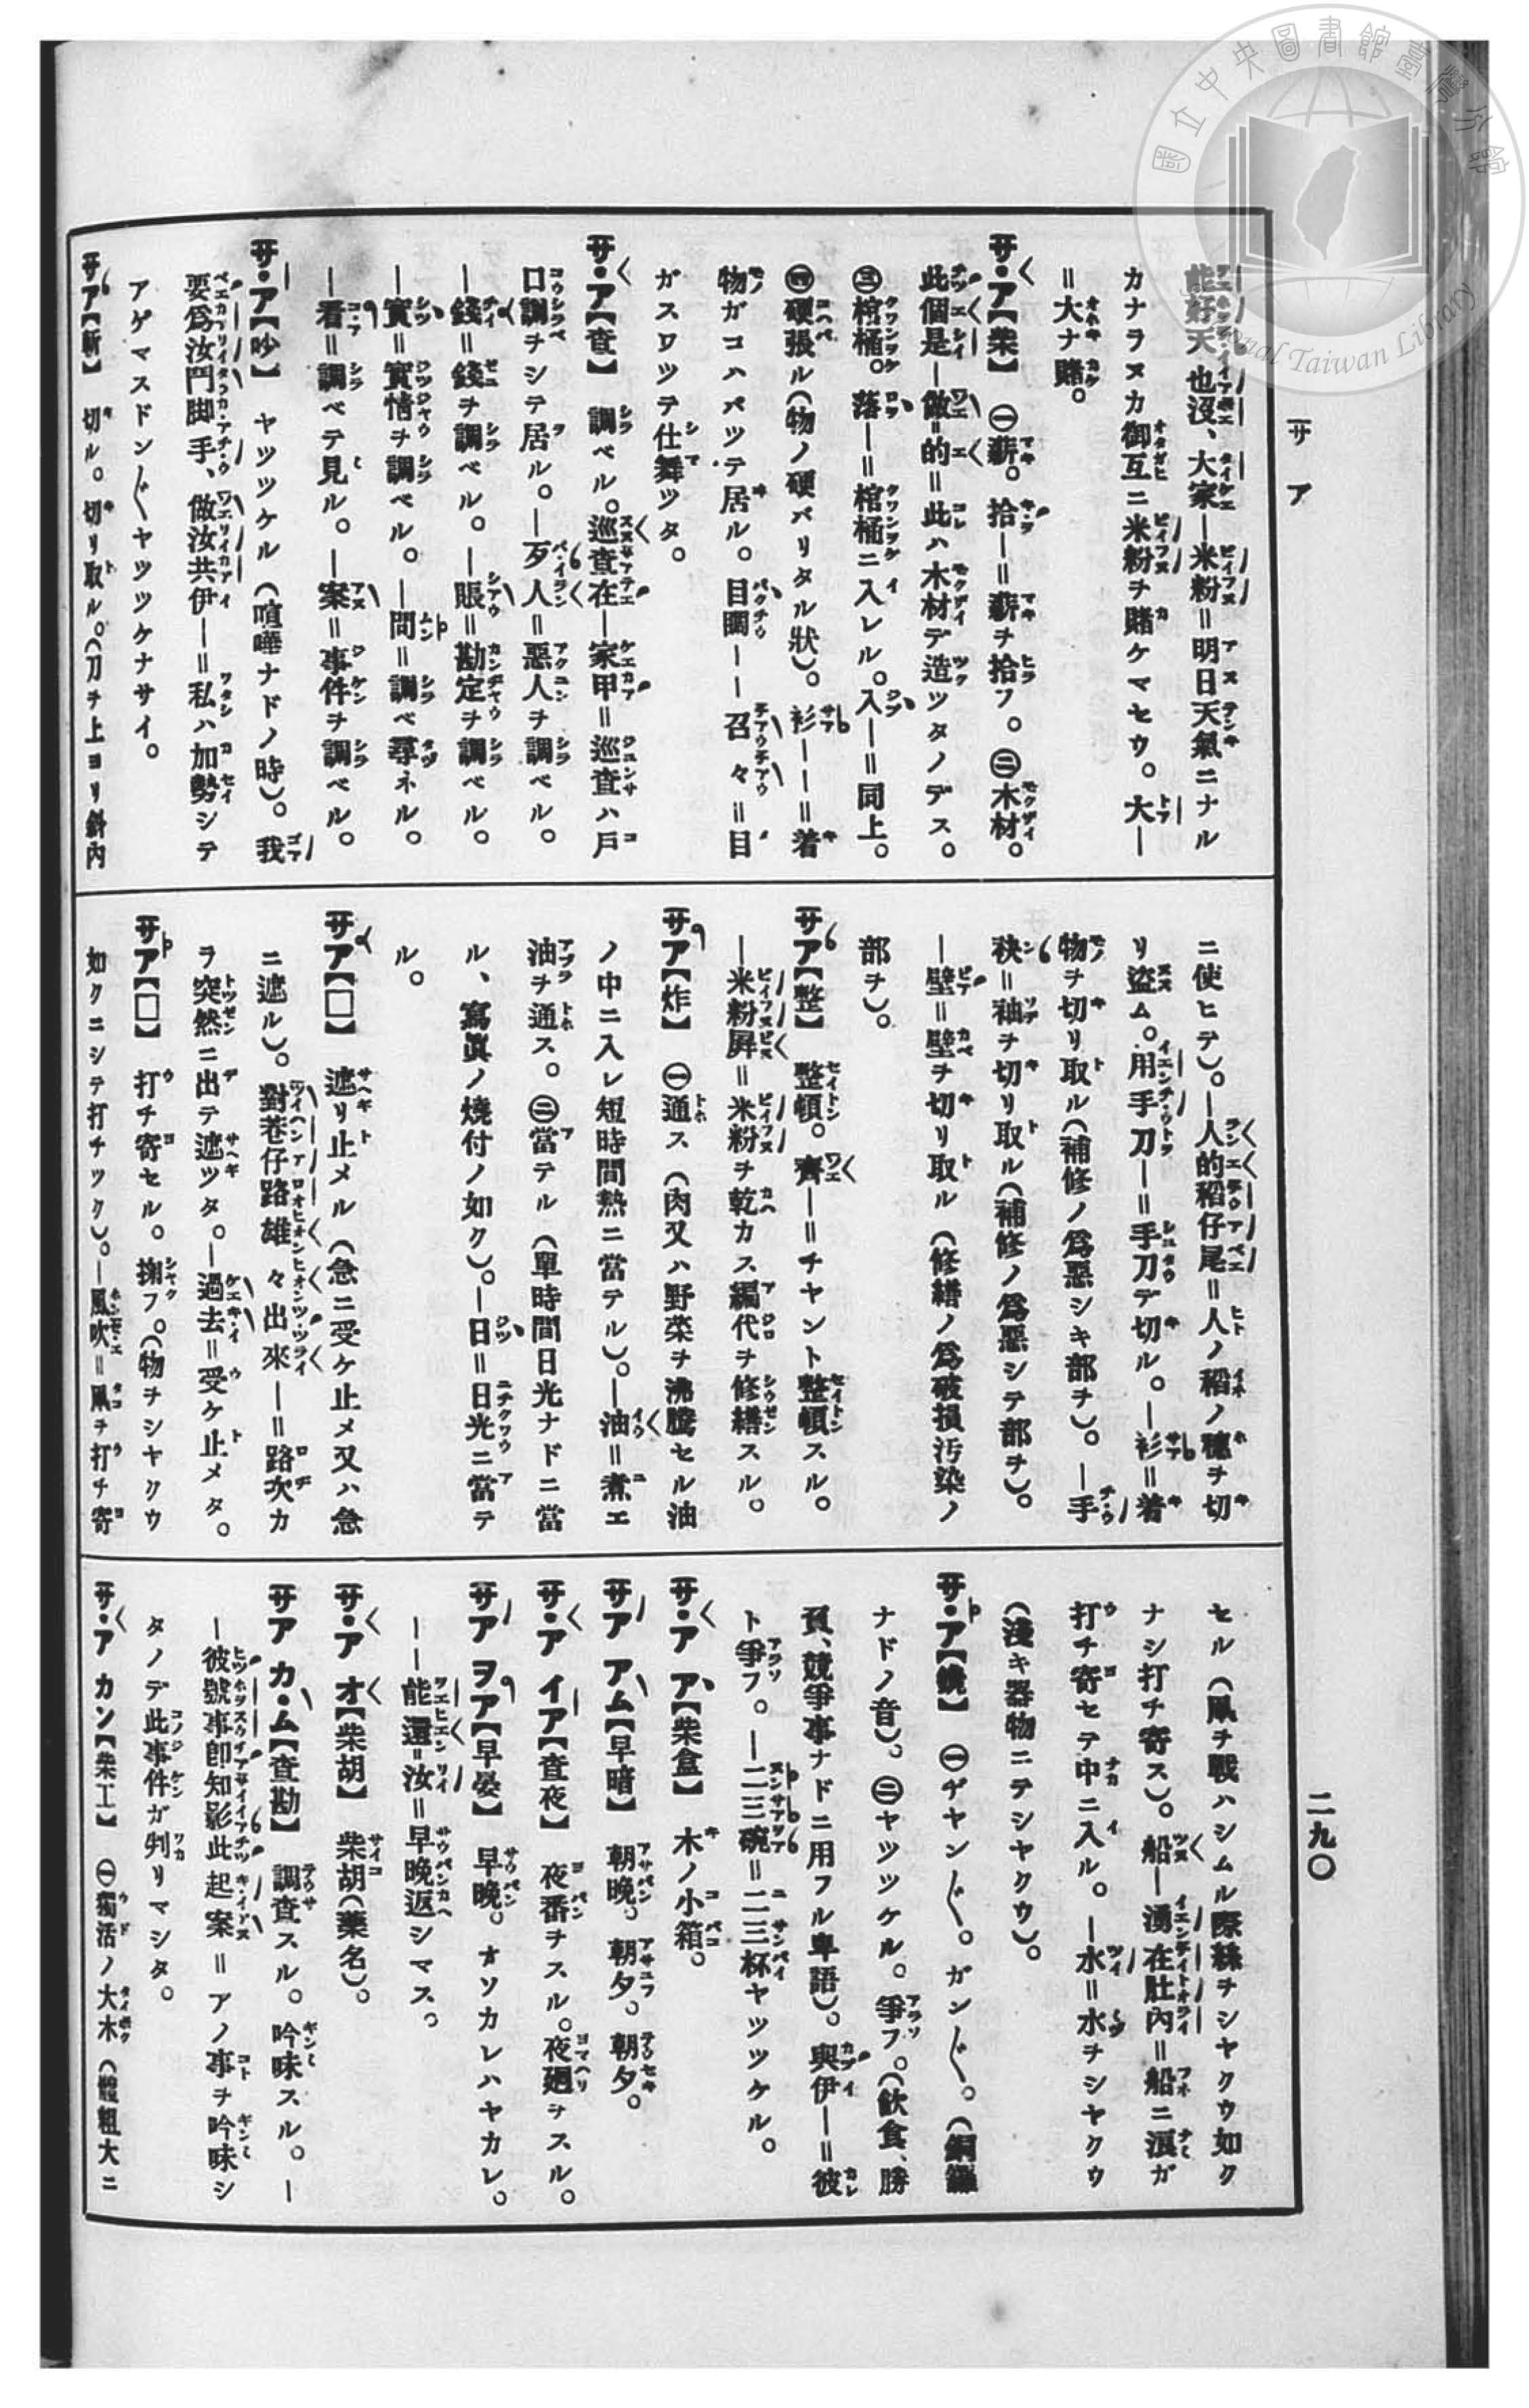 國立中央圖書館臺灣分館
National Taiwan Library
サ ア
二九〇
能好天也沒、大家—米粉=明日天氣ニナル
カナラヌカ御互ニ米粉ヲ賭ケマセウ。大—
=大ナ賭。
サ・ア【柴】 ㊀薪。拾—=薪ヲ拾フ。㊁木材。
此個是—做的=此ハ木材デ造ツタノデス。
㊂棺桶。落—=棺桶ニ入レル。入—=同上。
㊃硬張ル(物ノ硬バリタル狀)。衫——=着
物ガコハバツテ居ル。目睭——召々=目
ガスワツテ仕舞ツタ。
サ・ア【査】 調ベル。巡査在—家甲=巡査ハ戶
口調ヲシテ居ル。—歹人=惡人ヲ調ベル。
—錢=錢ヲ調ベル。—賬=勘定ヲ調ベル。
—實=實情ヲ調ベル。—問=調ベ尋ネル。
—看=調ベテ見ル。—案=事件ヲ調ベル。
サ・ア【吵】 ヤツツケル(喧嘩ナドノ時)。我
要爲汝鬥脚手、做汝共伊—=私ハ加勢シテ
アゲマスドン〱ヤツツケナサイ。
サ・ア【斬】 切ル。切リ取ル。(刀ヲ上ヨリ斜內
ニ使ヒテ)。—人的稻仔尾=人ノ稻ノ穗ヲ切
リ盜ム。用手刀—=手刀デ切ル。—衫=着
物ヲ切リ取ル(補修ノ爲惡シキ部ヲ)。—手
䘼=袖ヲ切リ取ル(補修ノ爲惡シテ部ヲ)。
—壁=壁ヲ切リ取ル(修繕ノ爲破損汚染ノ
部ヲ)。
サア【整】 整頓。齊—=チヤント整頓スル。
—米粉屏=米粉ヲ乾カス編代ヲ修繕スル。
サア【炸】 ㊀通ス(肉又ハ野菜ヲ沸騰セル油
ノ中ニ入レ短時間熱ニ當テル)。—油=煮エ
油ヲ通ス。㊁當テル(單時間日光ナドニ當
ル、寫眞ノ燒付ノ如ク)。—日=日光ニ當テ
ル。
サア【□】 遮リ止メル(急ニ受ケ止メ又ハ急
ニ遮ル)。對巷仔路雄々出來—=路次カ
ラ突然ニ出テ遮ツタ。—過去=受ケ止メタ。
サア【□】 打チ寄セル。掬フ。(物ヲシヤクウ
如クニシテ打チツク)。—風吹=凧ヲ打チ寄
セル(凧ヲ戰ハシムル際絲ヲシヤクウ如ク
ナシ打チ寄ス)。船—湧在肚內=船ニ浪ガ
打チ寄セテ中ニ入ル。—水=水ヲシヤクウ
(淺キ器物ニテシヤクウ)。
サ・ア【鐃】 ㊀ヂヤン〱。ガン〱。(銅鑼
ナドノ音)。㊁ヤツツケル。爭フ。(飮食、勝
負、競爭事ナドニ用フル卑語)。與伊—=彼
ト爭フ。—二三碗=二三杯ヤツツケル。
サ・ア ア【柴盒】 木ノ小箱。
サア アム【早暗】 朝晚。朝夕。朝夕。
サ・ア イア【査夜】 夜番ヲスル。夜廻ヲスル。
サア ヲア【早晏】 早晚。オソカレハヤカレ。
——能還汝=早晚返シマス。
サ・ア オ【柴胡】 柴胡(藥名)。
サア カ・ム【査勘】 調査スル。吟味スル。—
—彼號事卽知影此起案=アノ事ヲ吟味シ
タノデ此事件ガ判リマシタ。
サ・ア カン【柴工】 ㊀獨活ノ大木(體粗大ニ